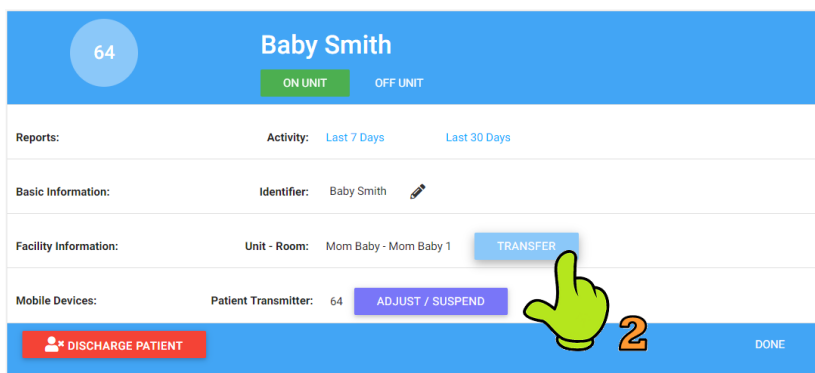 64
Baby Smith
ON UNIT OFF UNIT
Reports: Activity: Last 7 Days Last 30 Days
Basic Information: Identifier: Baby Smith
Facility Information: Unit - Room: Mom Baby - Mom Baby 1 TRANSFER
Mobile Devices: Patient Transmitter: 64 ADJUST / SUSPEND
2
DISCHARGE PATIENT DONE